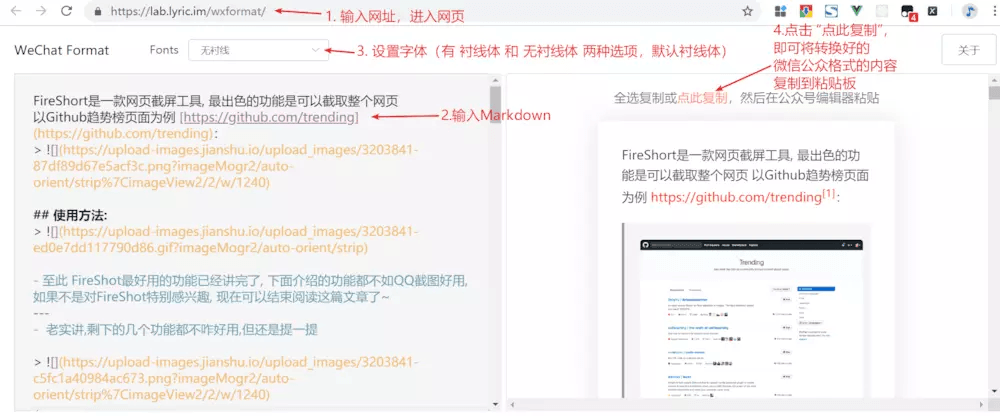 https://lab.lyric.im/wxformat/
1. 输入网址，进入网页
4
WeChat Format
Fonts
无衬线
3. 设置字体（有 衬线体 和 无衬线体 两种选项，默认衬线体）
4.点击 “点此复制”，
即可将转换好的
微信公众格式的内容
复制到粘贴板
关于
FireShort是一款网页截屏工具, 最出色的功能是可以截取整个网页
以Github趋势榜页面为例 [https://github.com/trending]
(https://github.com/trending)：
2.输入Markdown
> ![](https://upload-images.jianshu.io/upload_images/3203841-
87df89d67e5acf3c.png?imageMogr2/auto-
orient/strip%7CimageView2/2/w/1240)
## 使用方法:
> ![](https://upload-images.jianshu.io/upload_images/3203841-
ed0e7dd117790d86.gif?imageMogr2/auto-orient/strip)
- 至此 FireShot最好用的功能已经讲完了, 下面介绍的功能都不如QQ截图好用,
如果不是对FireShot特别感兴趣, 现在可以结束阅读这篇文章了~
---
- 老实讲,剩下的几个功能都不咋好用,但还是提一提
> ![](https://upload-images.jianshu.io/upload_images/3203841-
c5fc1a40984ac673.png?imageMogr2/auto-
orient/strip%7CimageView2/2/w/1240)
全选复制或点此复制，然后在公众号编辑器粘贴
FireShort是一款网页截屏工具, 最出色的功
能是可以截取整个网页 以Github趋势榜页面
为例 https://github.com/trending[1]：
Trending